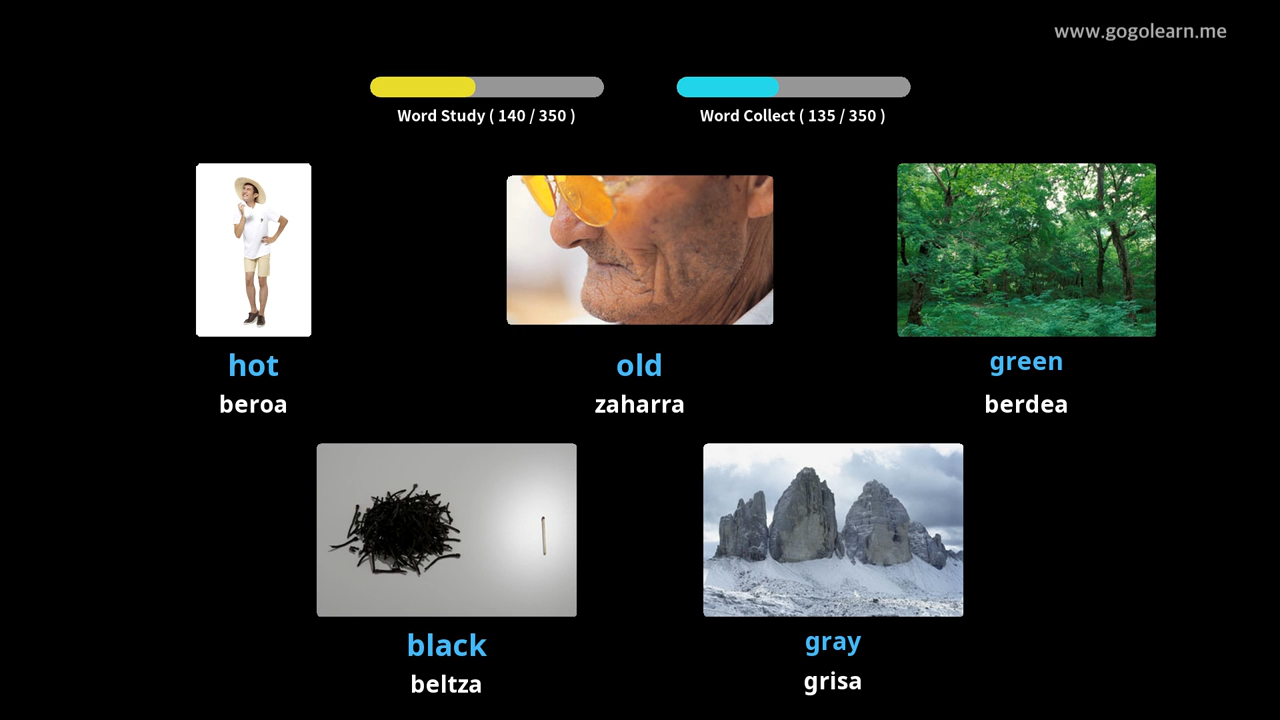 www.gogolearn.me
Word Study ( 140 / 350 )
Word Collect ( 135 / 350 )
hot
beroa
old
zaharra
green
berdea
black
beltza
gray
grisa